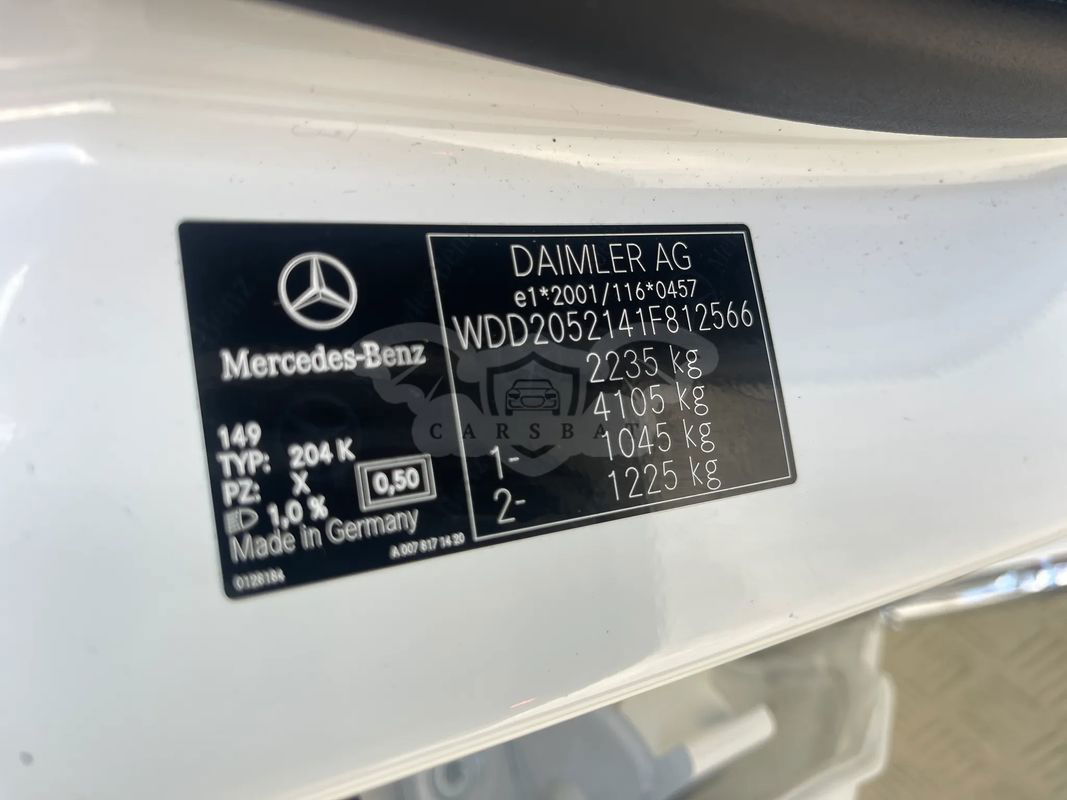 Mercedes-Benz
149
TYP: 204 K
PZ: X
1,0 %
0,50
Made in Germany
A 007 817 14 20
0128184
DAIMLER AG
e1*2001/116*0457
WDD2052141F812566
2235 kg
4105 kg
1- 1045 kg
2- 1225 kg
CARSBAT